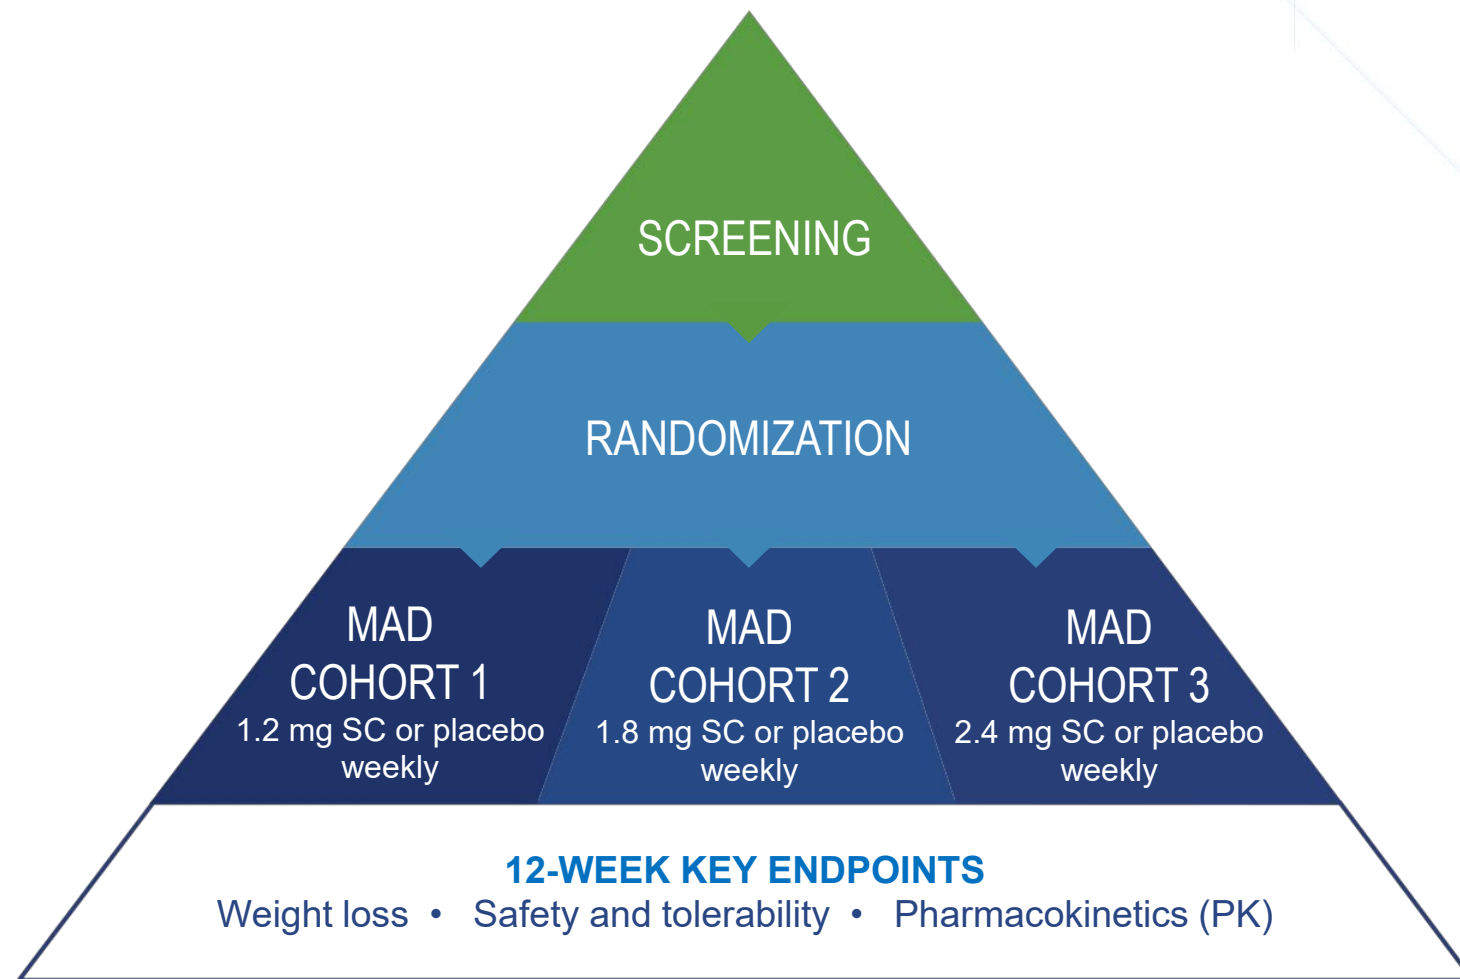 SCREENING
RANDOMIZATION
MAD
COHORT 1
1.2 mg SC or placebo
weekly
MAD
COHORT 2
1.8 mg SC or placebo
weekly
MAD
COHORT 3
2.4 mg SC or placebo
weekly
12-WEEK KEY ENDPOINTS
Weight loss • Safety and tolerability • Pharmacokinetics (PK)